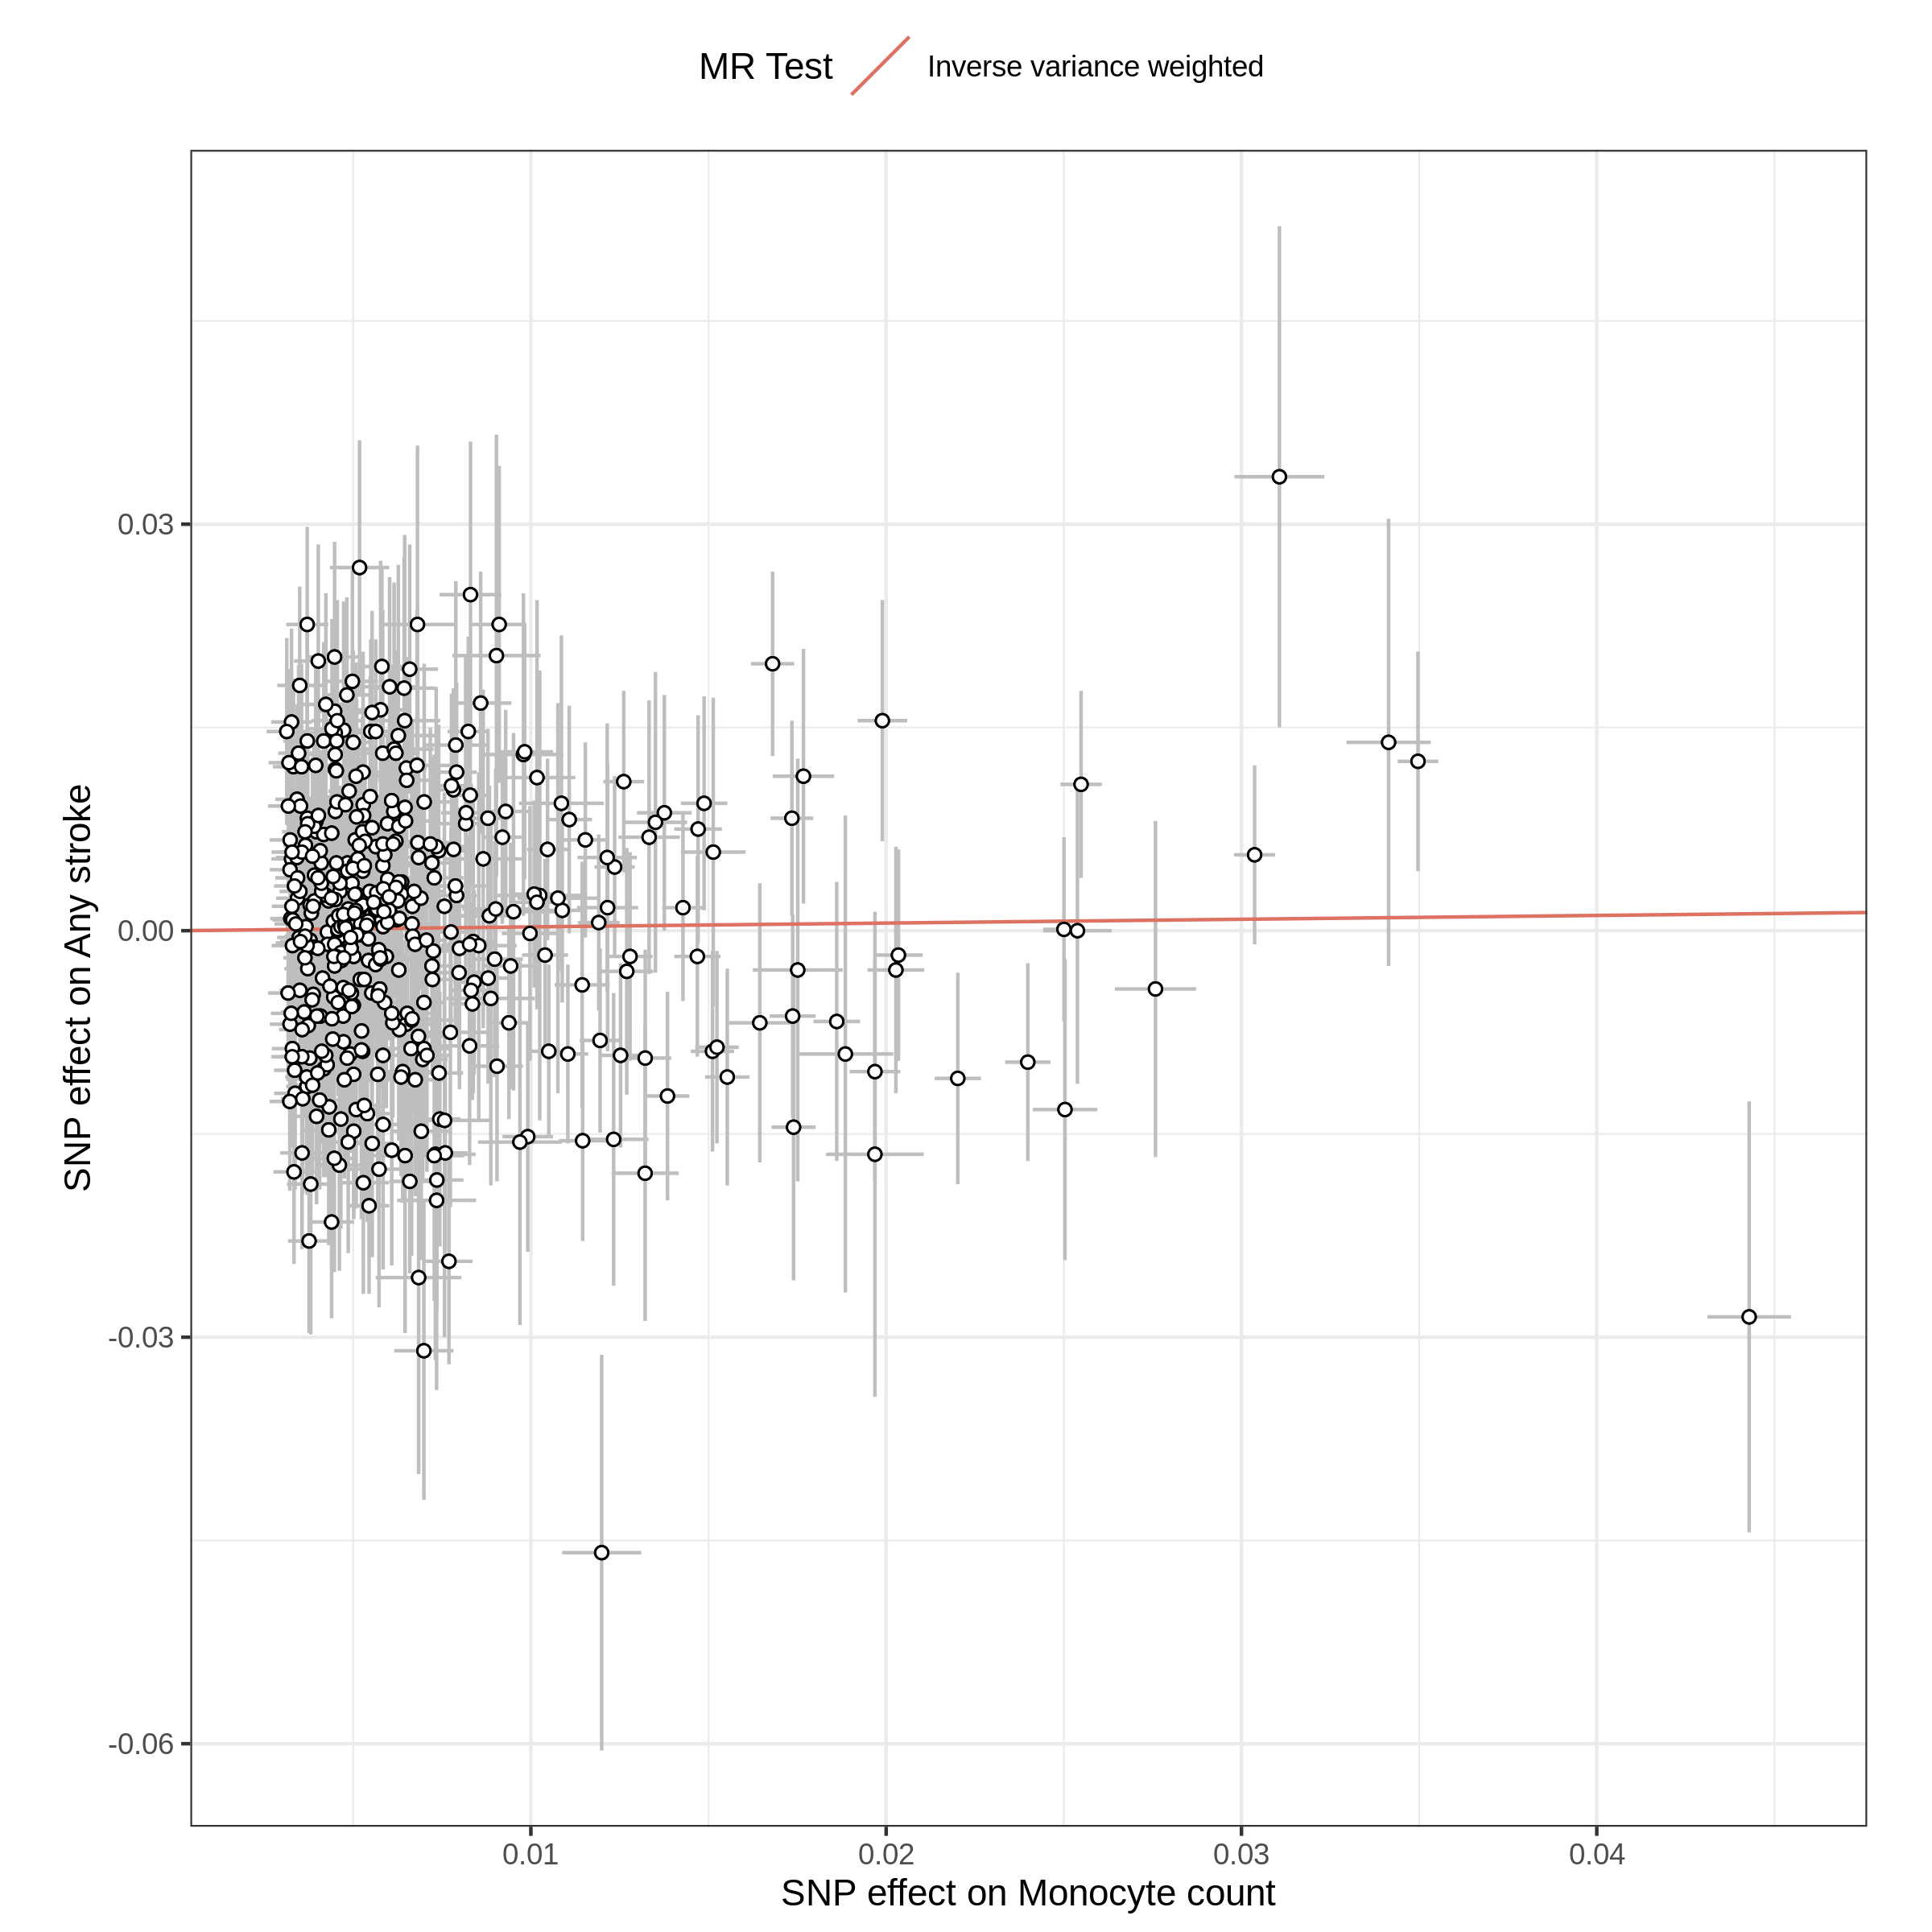 MR Test Inverse variance weighted
SNP effect on Any stroke
0.03
0.00
-0.03
-0.06
0.01 0.02 0.03 0.04
SNP effect on Monocyte count